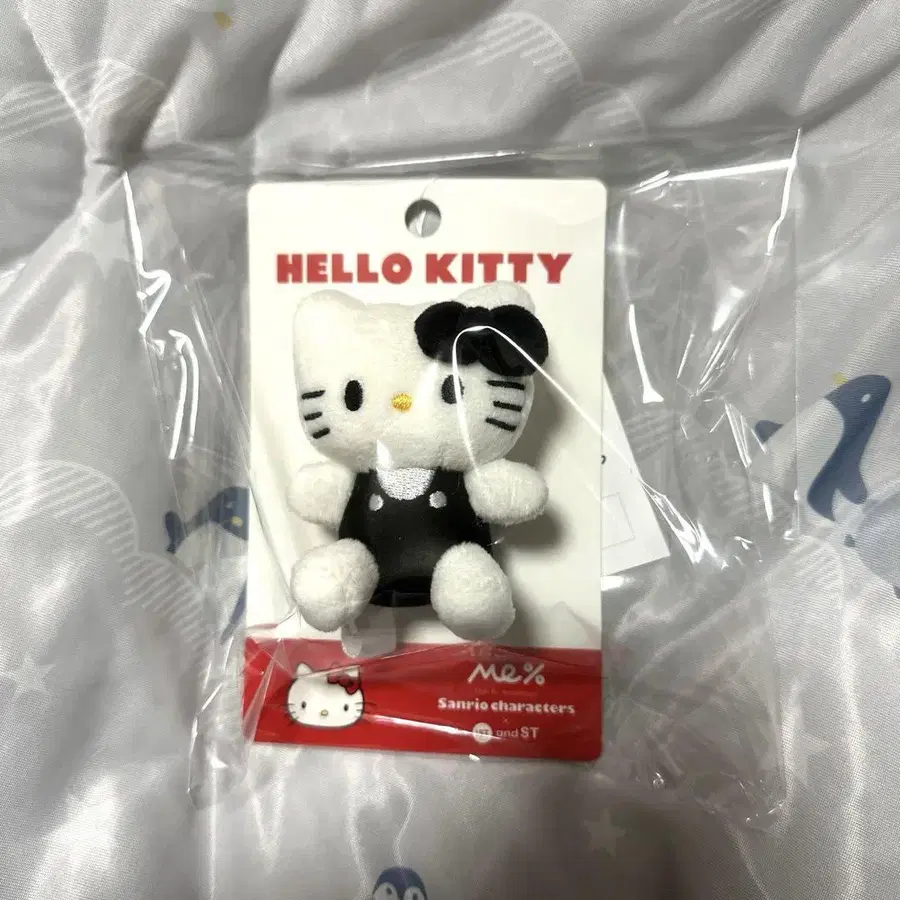 HELLO KITTY
Me%
Sanrio characters
×
and ST